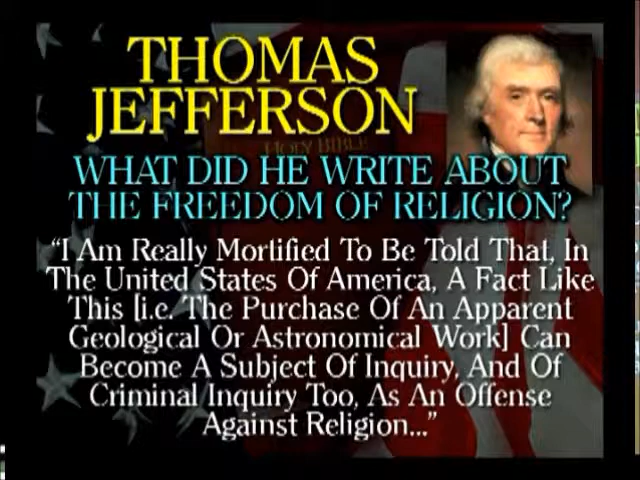 THOMAS
JEFFERSON
HOLY BIBLE
WHAT DID HE WRITE ABOUT
THE FREEDOM OF RELIGION?
“I Am Really Mortified To Be Told That, In
The United States Of America, A Fact Like
This [i.e. The Purchase Of An Apparent
Geological Or Astronomical Work] Can
Become A Subject Of Inquiry, And Of
Criminal Inquiry Too, As An Offense
Against Religion...”